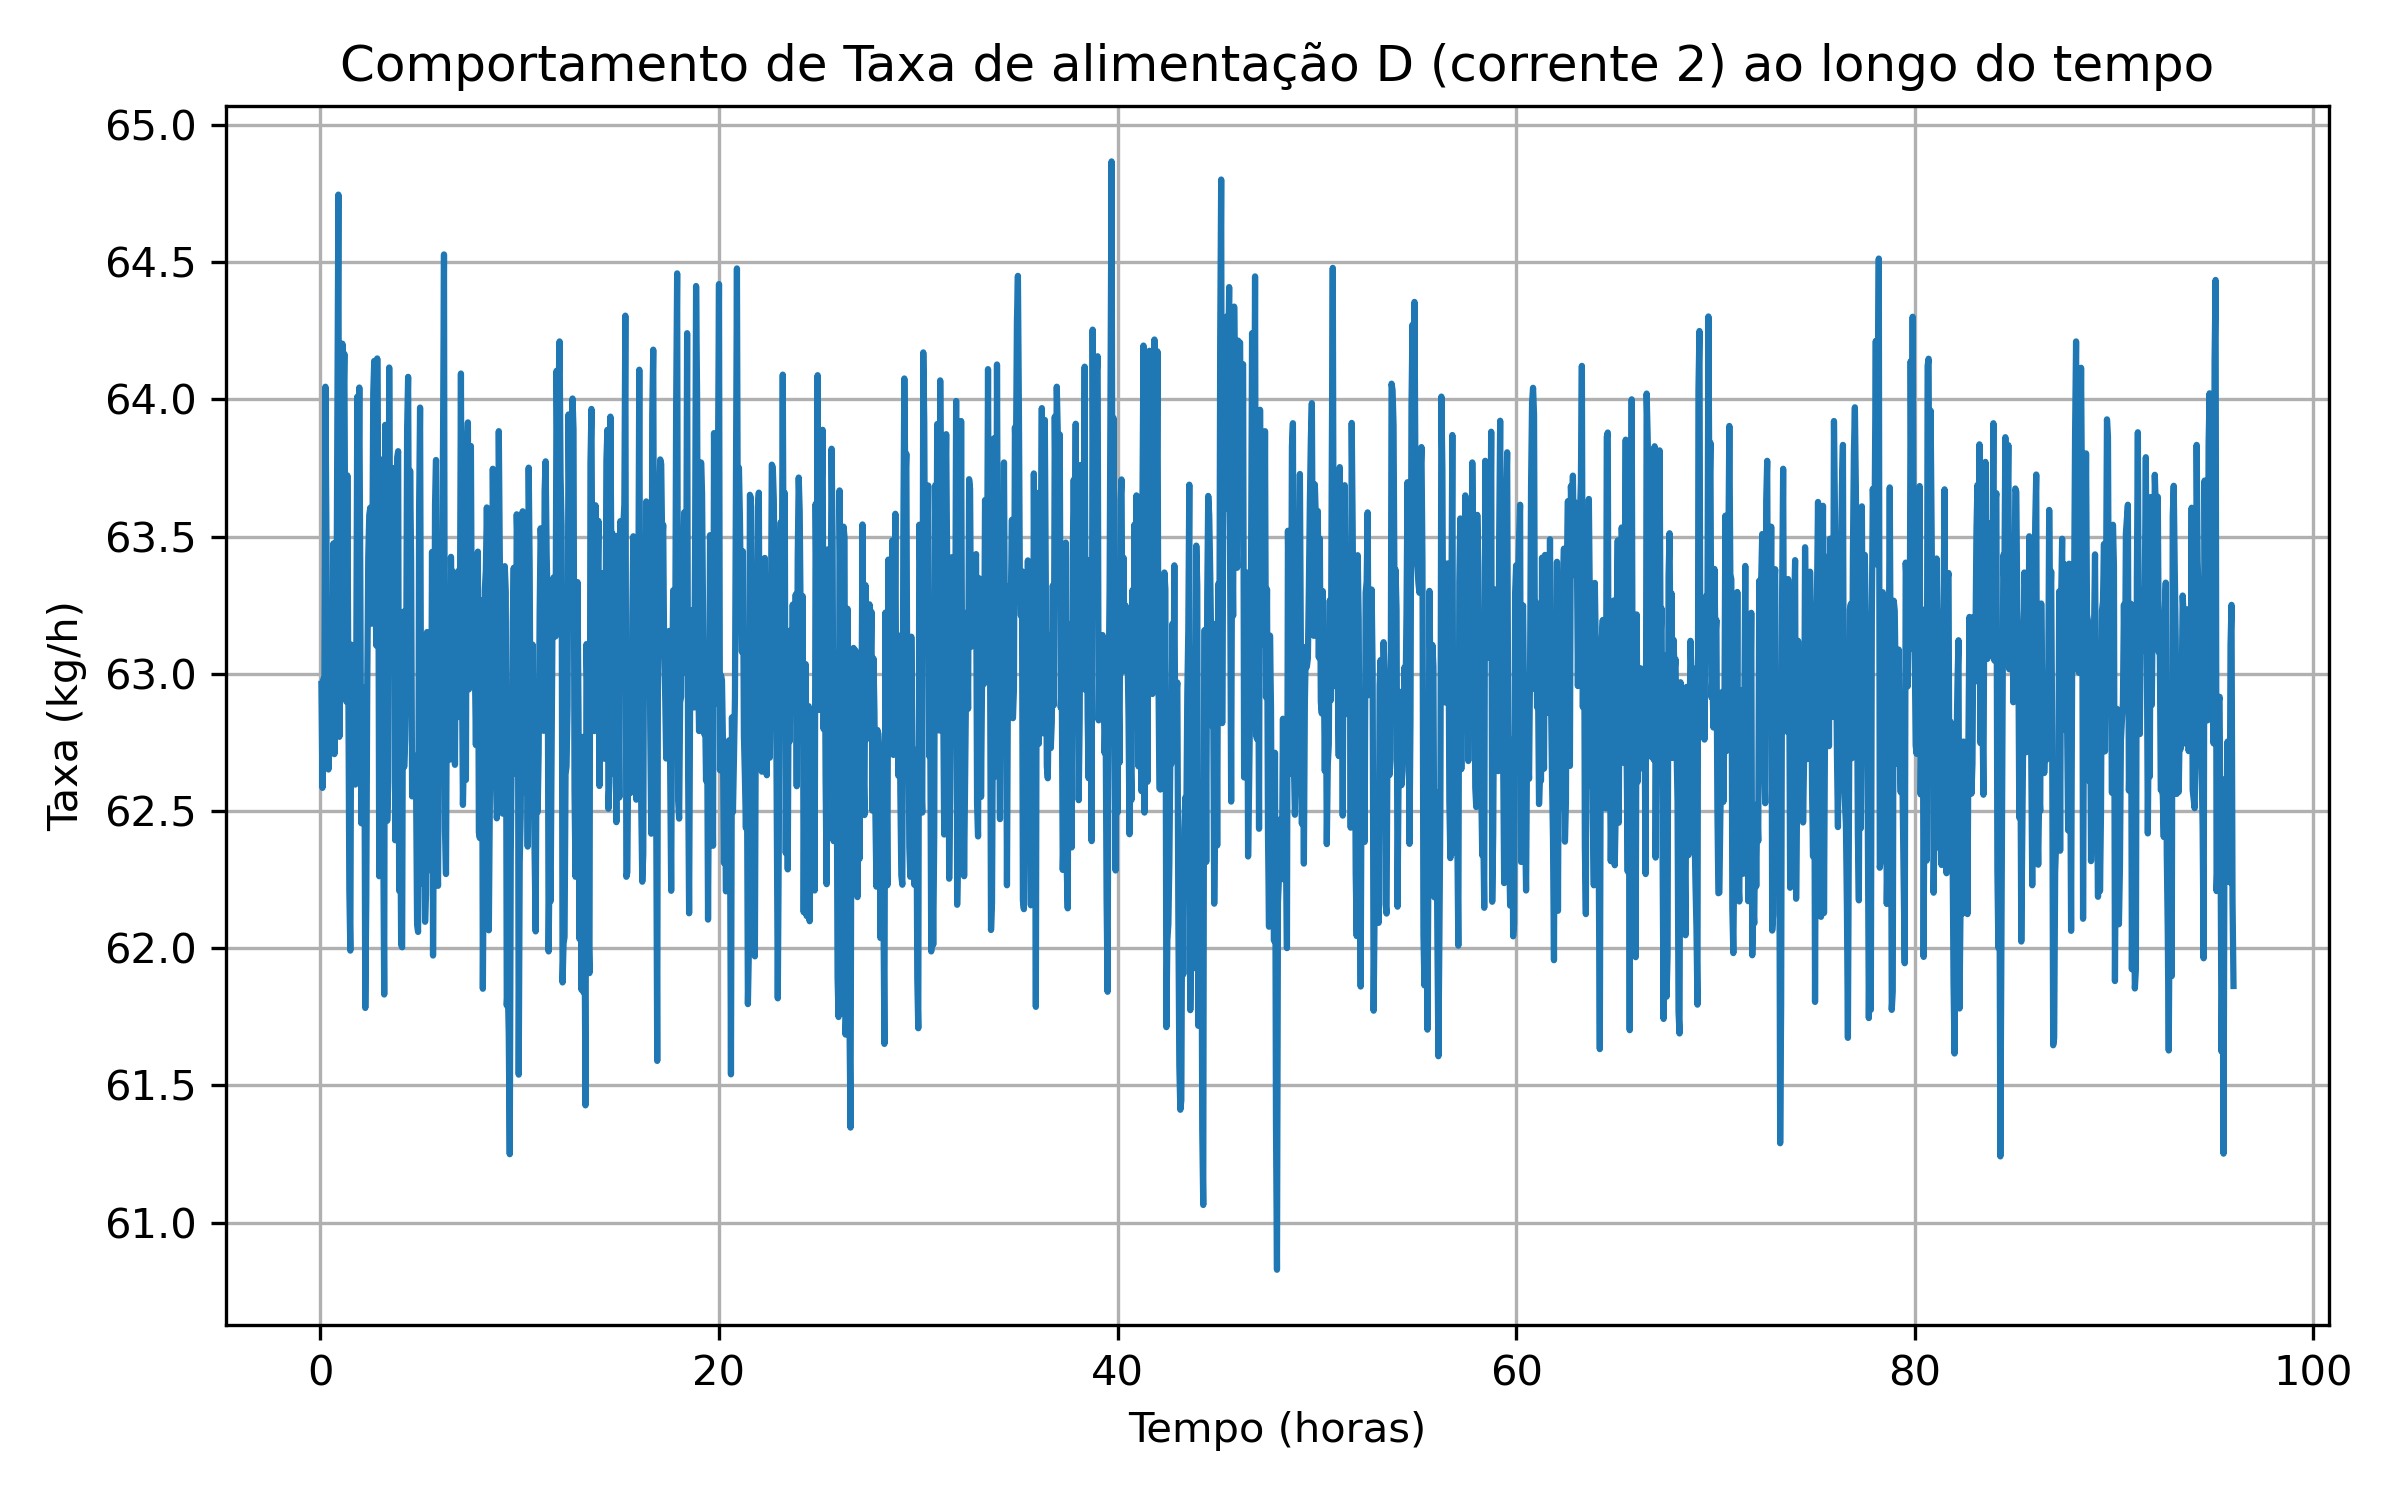 Comportamento de Taxa de alimentação D (corrente 2) ao longo do tempo
65.0
64.5
64.0
63.5
63.0
62.5
62.0
61.5
61.0
Taxa (kg/h)
0 20 40 60 80 100
Tempo (horas)